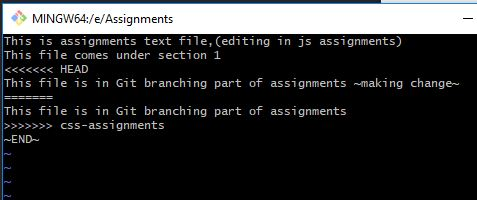 MINGW64:/e/Assignments
This is assignments text file,(editing in js assignments)
This file comes under section 1
<<<<<<< HEAD
This file is in Git branching part of assignments ~making change~
=======
This file is in Git branching part of assignments
>>>>>>> css-assignments
~END~
~
~
~
~